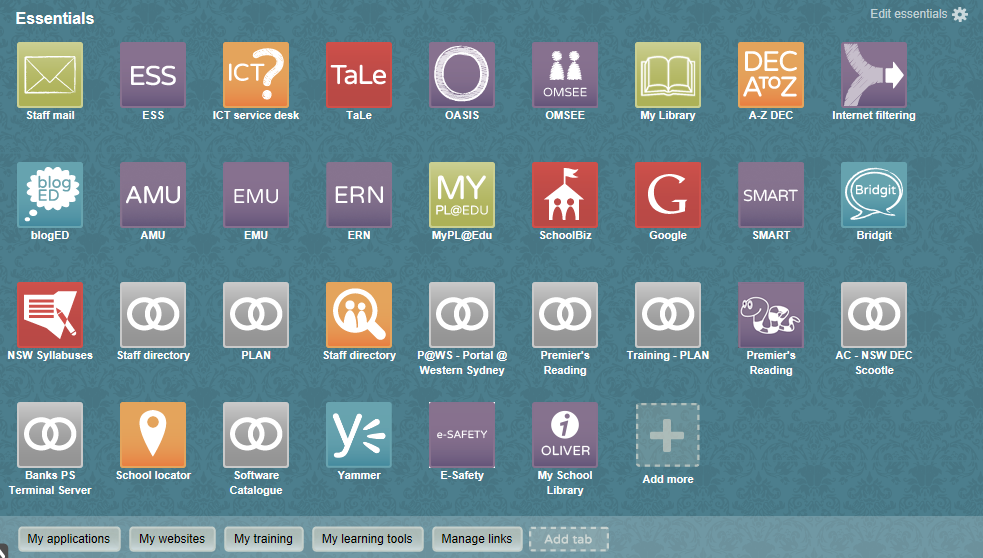 Essentials
Edit essentials
ESS
ICT?
TaLe
OMSEE
DEC
AtoZ
Staff mail
ESS
ICT service desk
TaLe
OASIS
OMSEE
My Library
A-Z DEC
Internet filtering
blog
ED
AMU
EMU
ERN
MY
PL@EDU
G
SMART
Bridgit
blogED
AMU
EMU
ERN
MyPL@Edu
SchoolBiz
Google
SMART
Bridgit
NSW Syllabuses
Staff directory
PLAN
Staff directory
P@WS - Portal @
Western Sydney
Premier's
Reading
Training - PLAN
Premier's
Reading
AC - NSW DEC
Scootle
y
e-SAFETY
i
OLIVER
Banks PS
Terminal Server
School locator
Software
Catalogue
Yammer
E-Safety
My School
Library
Add more
My applications
My websites
My training
My learning tools
Manage links
Add tab